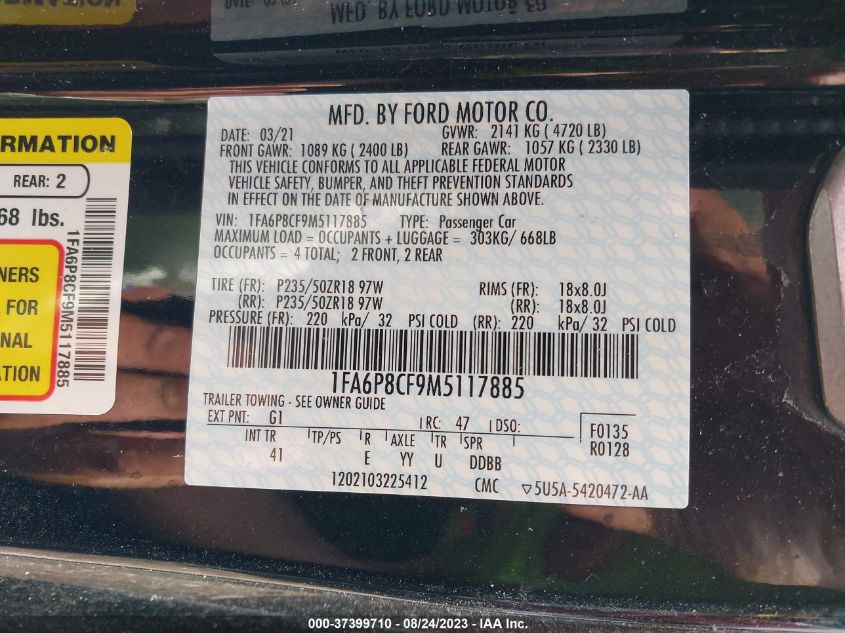 MFD. BY FORD MOTOR CO.
DATE: 03/21 GVWR: 2141 KG ( 4720 LB)
FRONT GAWR: 1089 KG ( 2400 LB) REAR GAWR: 1057 KG ( 2330 LB)
THIS VEHICLE CONFORMS TO ALL APPLICABLE FEDERAL MOTOR
VEHICLE SAFETY, BUMPER, AND THEFT PREVENTION STANDARDS
IN EFFECT ON THE DATE OF MANUFACTURE SHOWN ABOVE.
VIN: 1FA6P8CF9M5117885 TYPE: Passenger Car
MAXIMUM LOAD = OCCUPANTS + LUGGAGE = 303KG/ 668LB
OCCUPANTS = 4 TOTAL; 2 FRONT, 2 REAR
TIRE (FR): P235/50ZR18 97W RIMS (FR): 18x8.0J
(RR): P235/50ZR18 97W (RR): 18x8.0J
PRESSURE (FR): 220 kPa/ 32 PSI COLD (RR): 220 kPa/ 32 PSI COLD
1FA6P8CF9M5117885
TRAILER TOWING - SEE OWNER GUIDE
EXT PNT: G1 RC: 47 DSO: F0135
R0128
INT TR TP/PS R AXLE TR SPR
41 E YY U DDBB
1202103225412 CMC ▽5U5A-5420472-AA
RMATION
REAR: 2
68 lbs.
NERS
FOR
NAL
TION
1FA6P8CF9M5117885
MFD. BY FORD MOTOR CO.
000-37399710 - 08/24/2023 - IAA Inc.